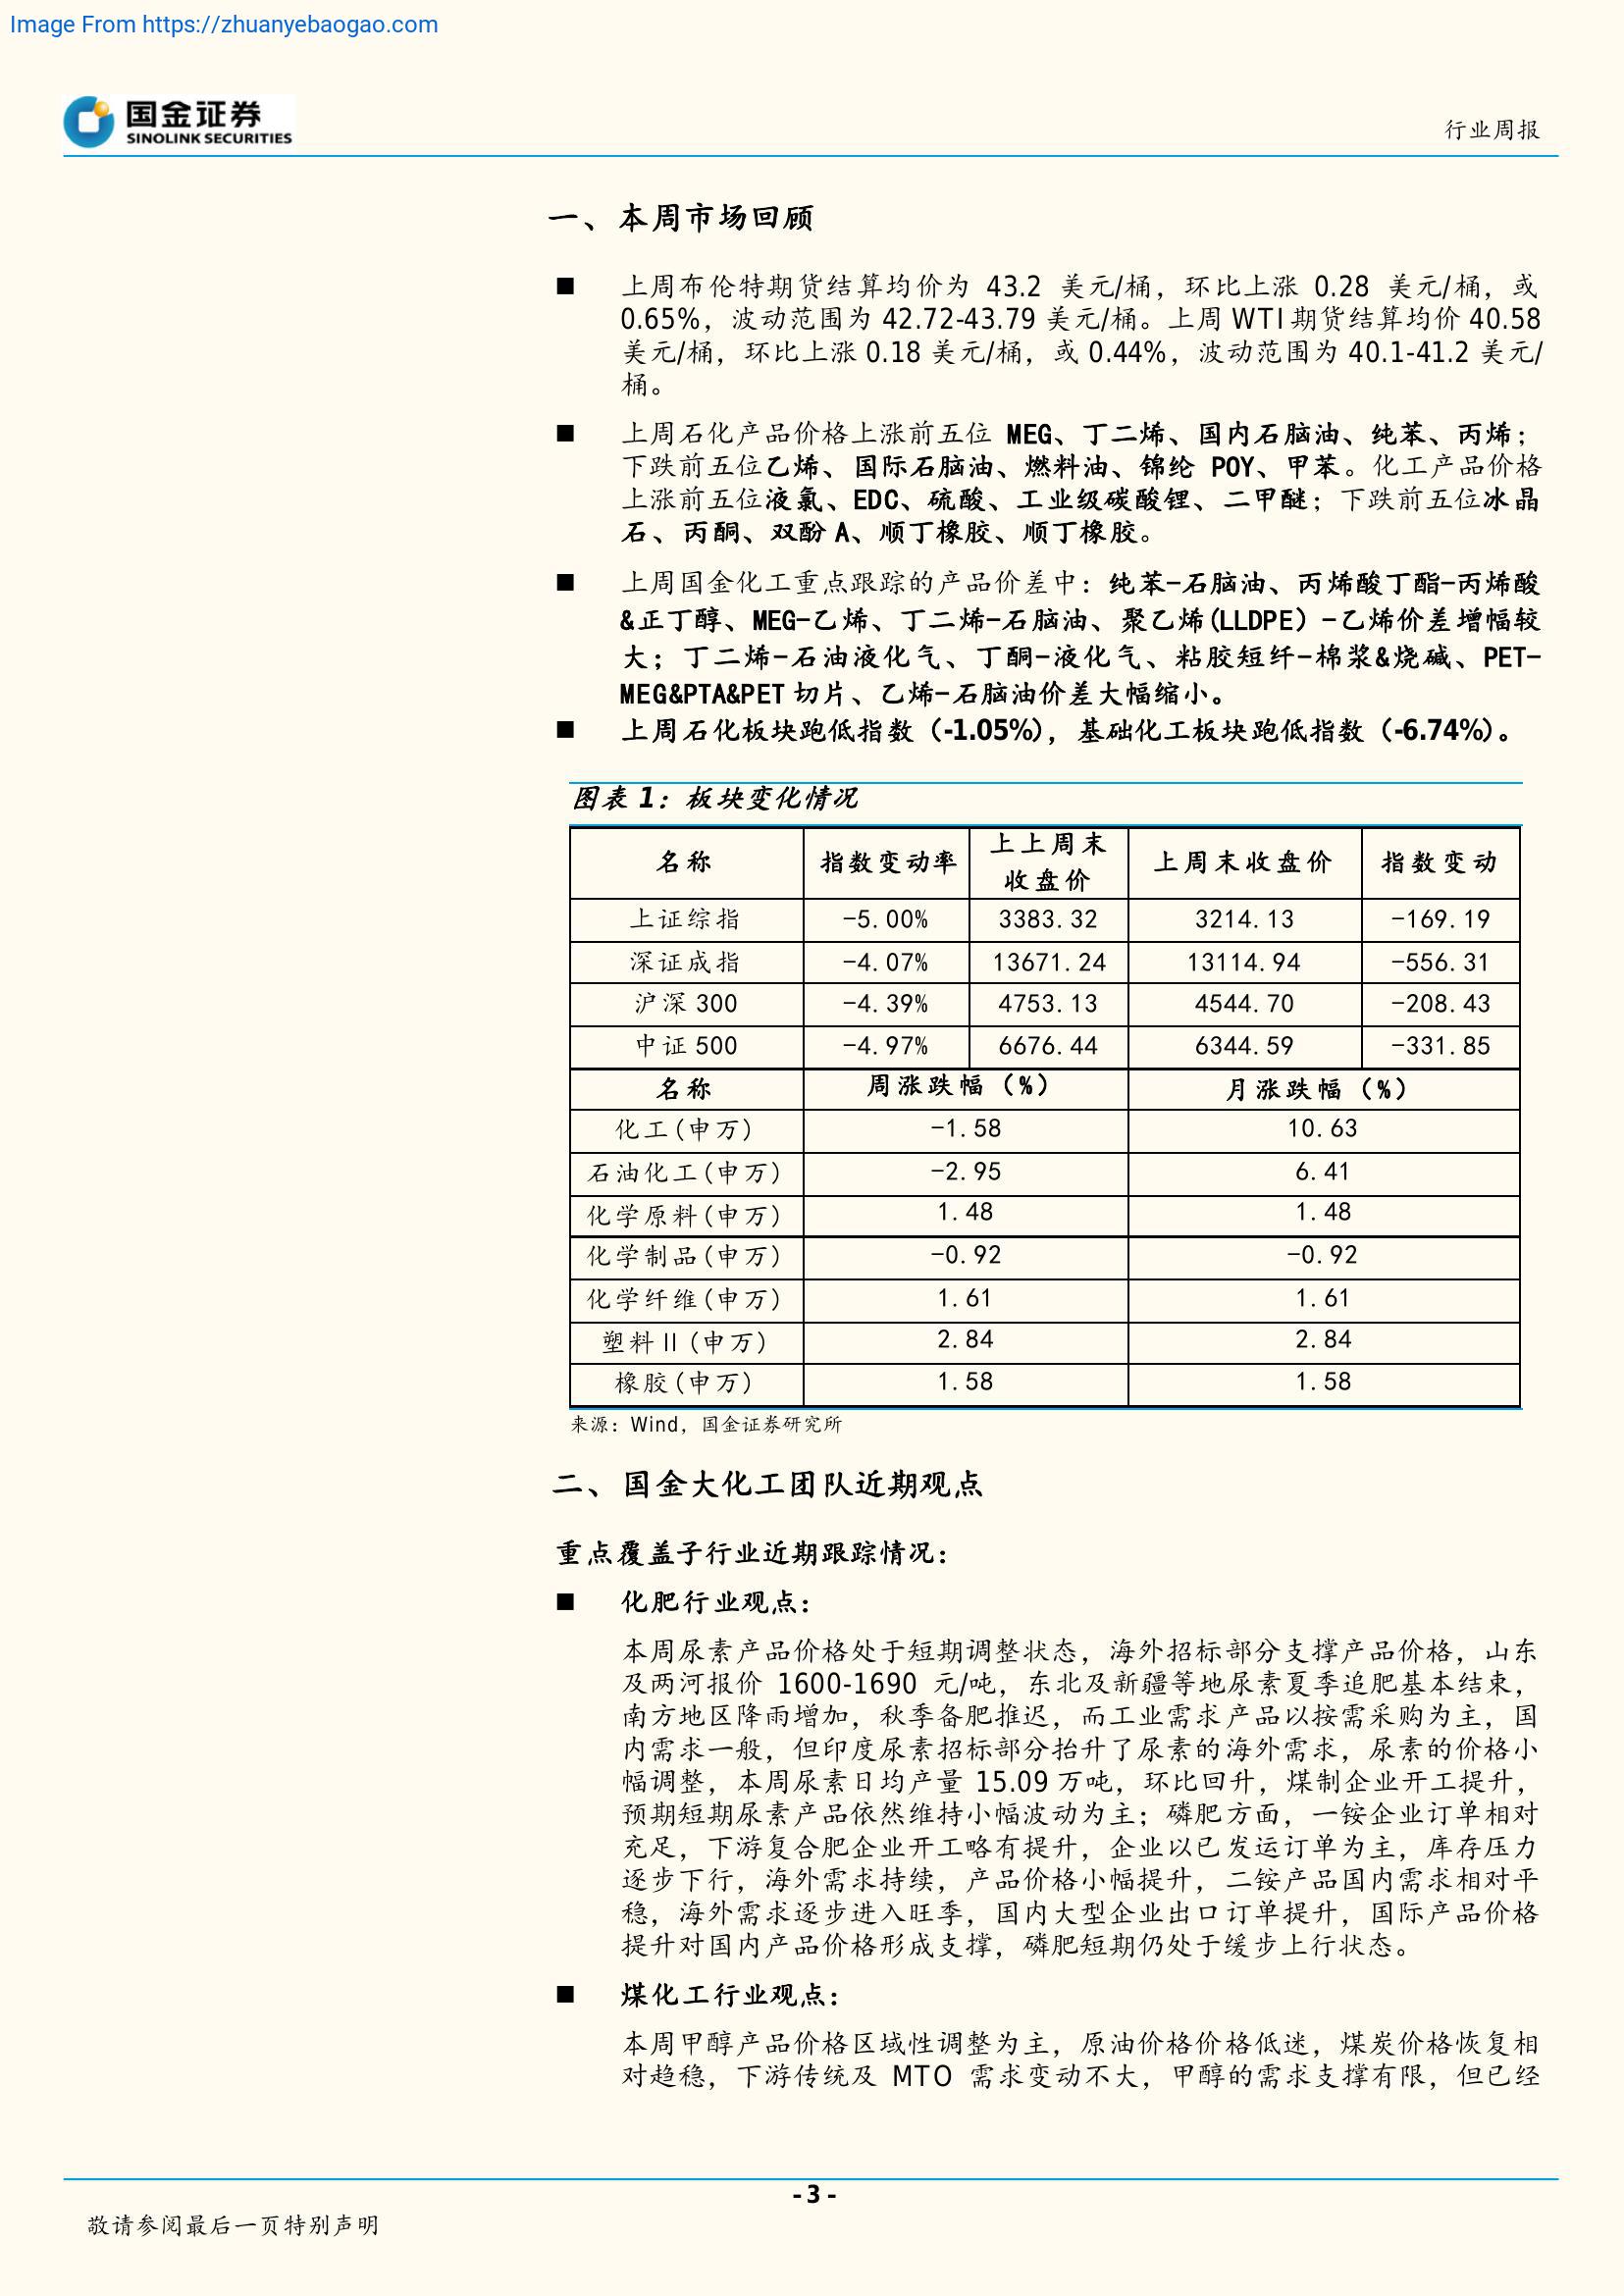 Image From https://zhuanyebaogao.com
国金证券
SINOLINK SECURITIES
行业周报
一、本周市场回顾
■ 上周布伦特期货结算均价为 43.2 美元/桶，环比上涨 0.28 美元/桶，或
0.65%，波动范围为 42.72-43.79 美元/桶。上周 WTI 期货结算均价 40.58
美元/桶，环比上涨 0.18 美元/桶，或 0.44%，波动范围为 40.1-41.2 美元/
桶。
■ 上周石化产品价格上涨前五位 MEG、丁二烯、国内石脑油、纯苯、丙烯；
下跌前五位乙烯、国际石脑油、燃料油、锦纶 POY、甲苯。化工产品价格
上涨前五位液氯、EDC、硫酸、工业级碳酸锂、二甲醚；下跌前五位冰晶
石、丙酮、双酚 A、顺丁橡胶、顺丁橡胶。
■ 上周国金化工重点跟踪的产品价差中：纯苯-石脑油、丙烯酸丁酯-丙烯酸
&正丁醇、MEG-乙烯、丁二烯-石脑油、聚乙烯(LLDPE）-乙烯价差增幅较
大；丁二烯-石油液化气、丁酮-液化气、粘胶短纤-棉浆&烧碱、PET-
MEG&PTA&PET 切片、乙烯-石脑油价差大幅缩小。
■ 上周石化板块跑低指数（-1.05%)，基础化工板块跑低指数（-6.74%)。
图表 1：板块变化情况
名称 指数变动率 上上周末收盘价 上周末收盘价 指数变动
上证综指 -5.00% 3383.32 3214.13 -169.19
深证成指 -4.07% 13671.24 13114.94 -556.31
沪深 300 -4.39% 4753.13 4544.70 -208.43
中证 500 -4.97% 6676.44 6344.59 -331.85
名称 周涨跌幅（%） 月涨跌幅（%）
化工(申万) -1.58 10.63
石油化工(申万) -2.95 6.41
化学原料(申万) 1.48 1.48
化学制品(申万) -0.92 -0.92
化学纤维(申万) 1.61 1.61
塑料Ⅱ(申万) 2.84 2.84
橡胶(申万) 1.58 1.58
来源：Wind，国金证券研究所
二、国金大化工团队近期观点
重点覆盖子行业近期跟踪情况：
■ 化肥行业观点：
本周尿素产品价格处于短期调整状态，海外招标部分支撑产品价格，山东
及两河报价 1600-1690 元/吨，东北及新疆等地尿素夏季追肥基本结束，
南方地区降雨增加，秋季备肥推迟，而工业需求产品以按需采购为主，国
内需求一般，但印度尿素招标部分抬升了尿素的海外需求，尿素的价格小
幅调整，本周尿素日均产量 15.09 万吨，环比回升，煤制企业开工提升，
预期短期尿素产品依然维持小幅波动为主；磷肥方面，一铵企业订单相对
充足，下游复合肥企业开工略有提升，企业以已发运订单为主，库存压力
逐步下行，海外需求持续，产品价格小幅提升，二铵产品国内需求相对平
稳，海外需求逐步进入旺季，国内大型企业出口订单提升，国际产品价格
提升对国内产品价格形成支撑，磷肥短期仍处于缓步上行状态。
■ 煤化工行业观点：
本周甲醇产品价格区域性调整为主，原油价格价格低迷，煤炭价格恢复相
对趋稳，下游传统及 MTO 需求变动不大，甲醇的需求支撑有限，但已经
- 3 -
敬请参阅最后一页特别声明